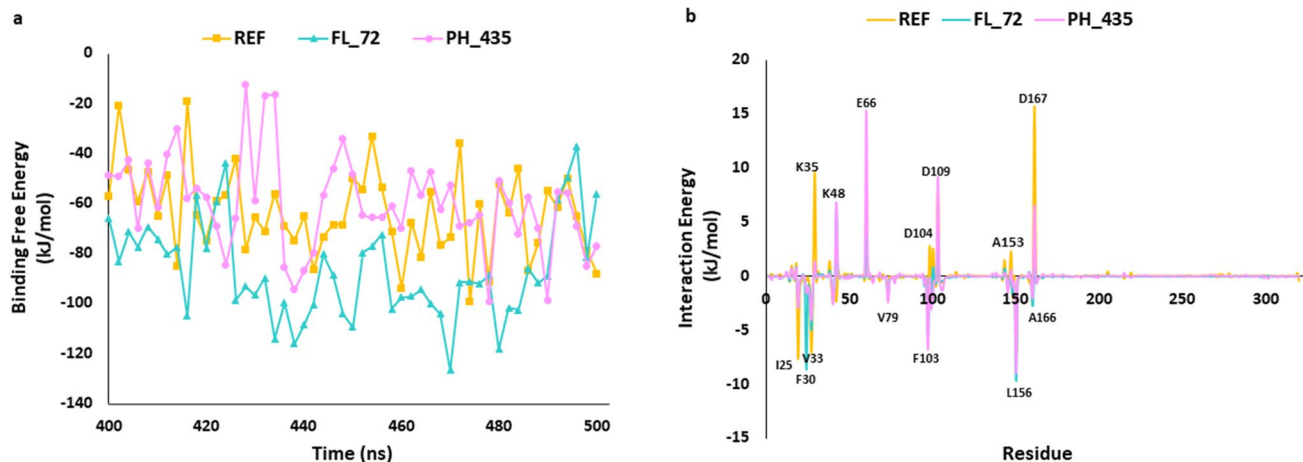 a
REF FL_72 PH_435
Binding Free Energy
(kJ/mol)
0
-20
-40
-60
-80
-100
-120
-140
400 420 440 460 480 500
Time (ns)
b
REF FL_72 PH_435
Interaction Energy
(kJ/mol)
20
15
10
5
0
-5
-10
-15
0 50 100 150 200 250 300
Residue
E66
D167
K35
K48
D109
D104
A153
V79
A166
I25
V33
F30
F103
L156